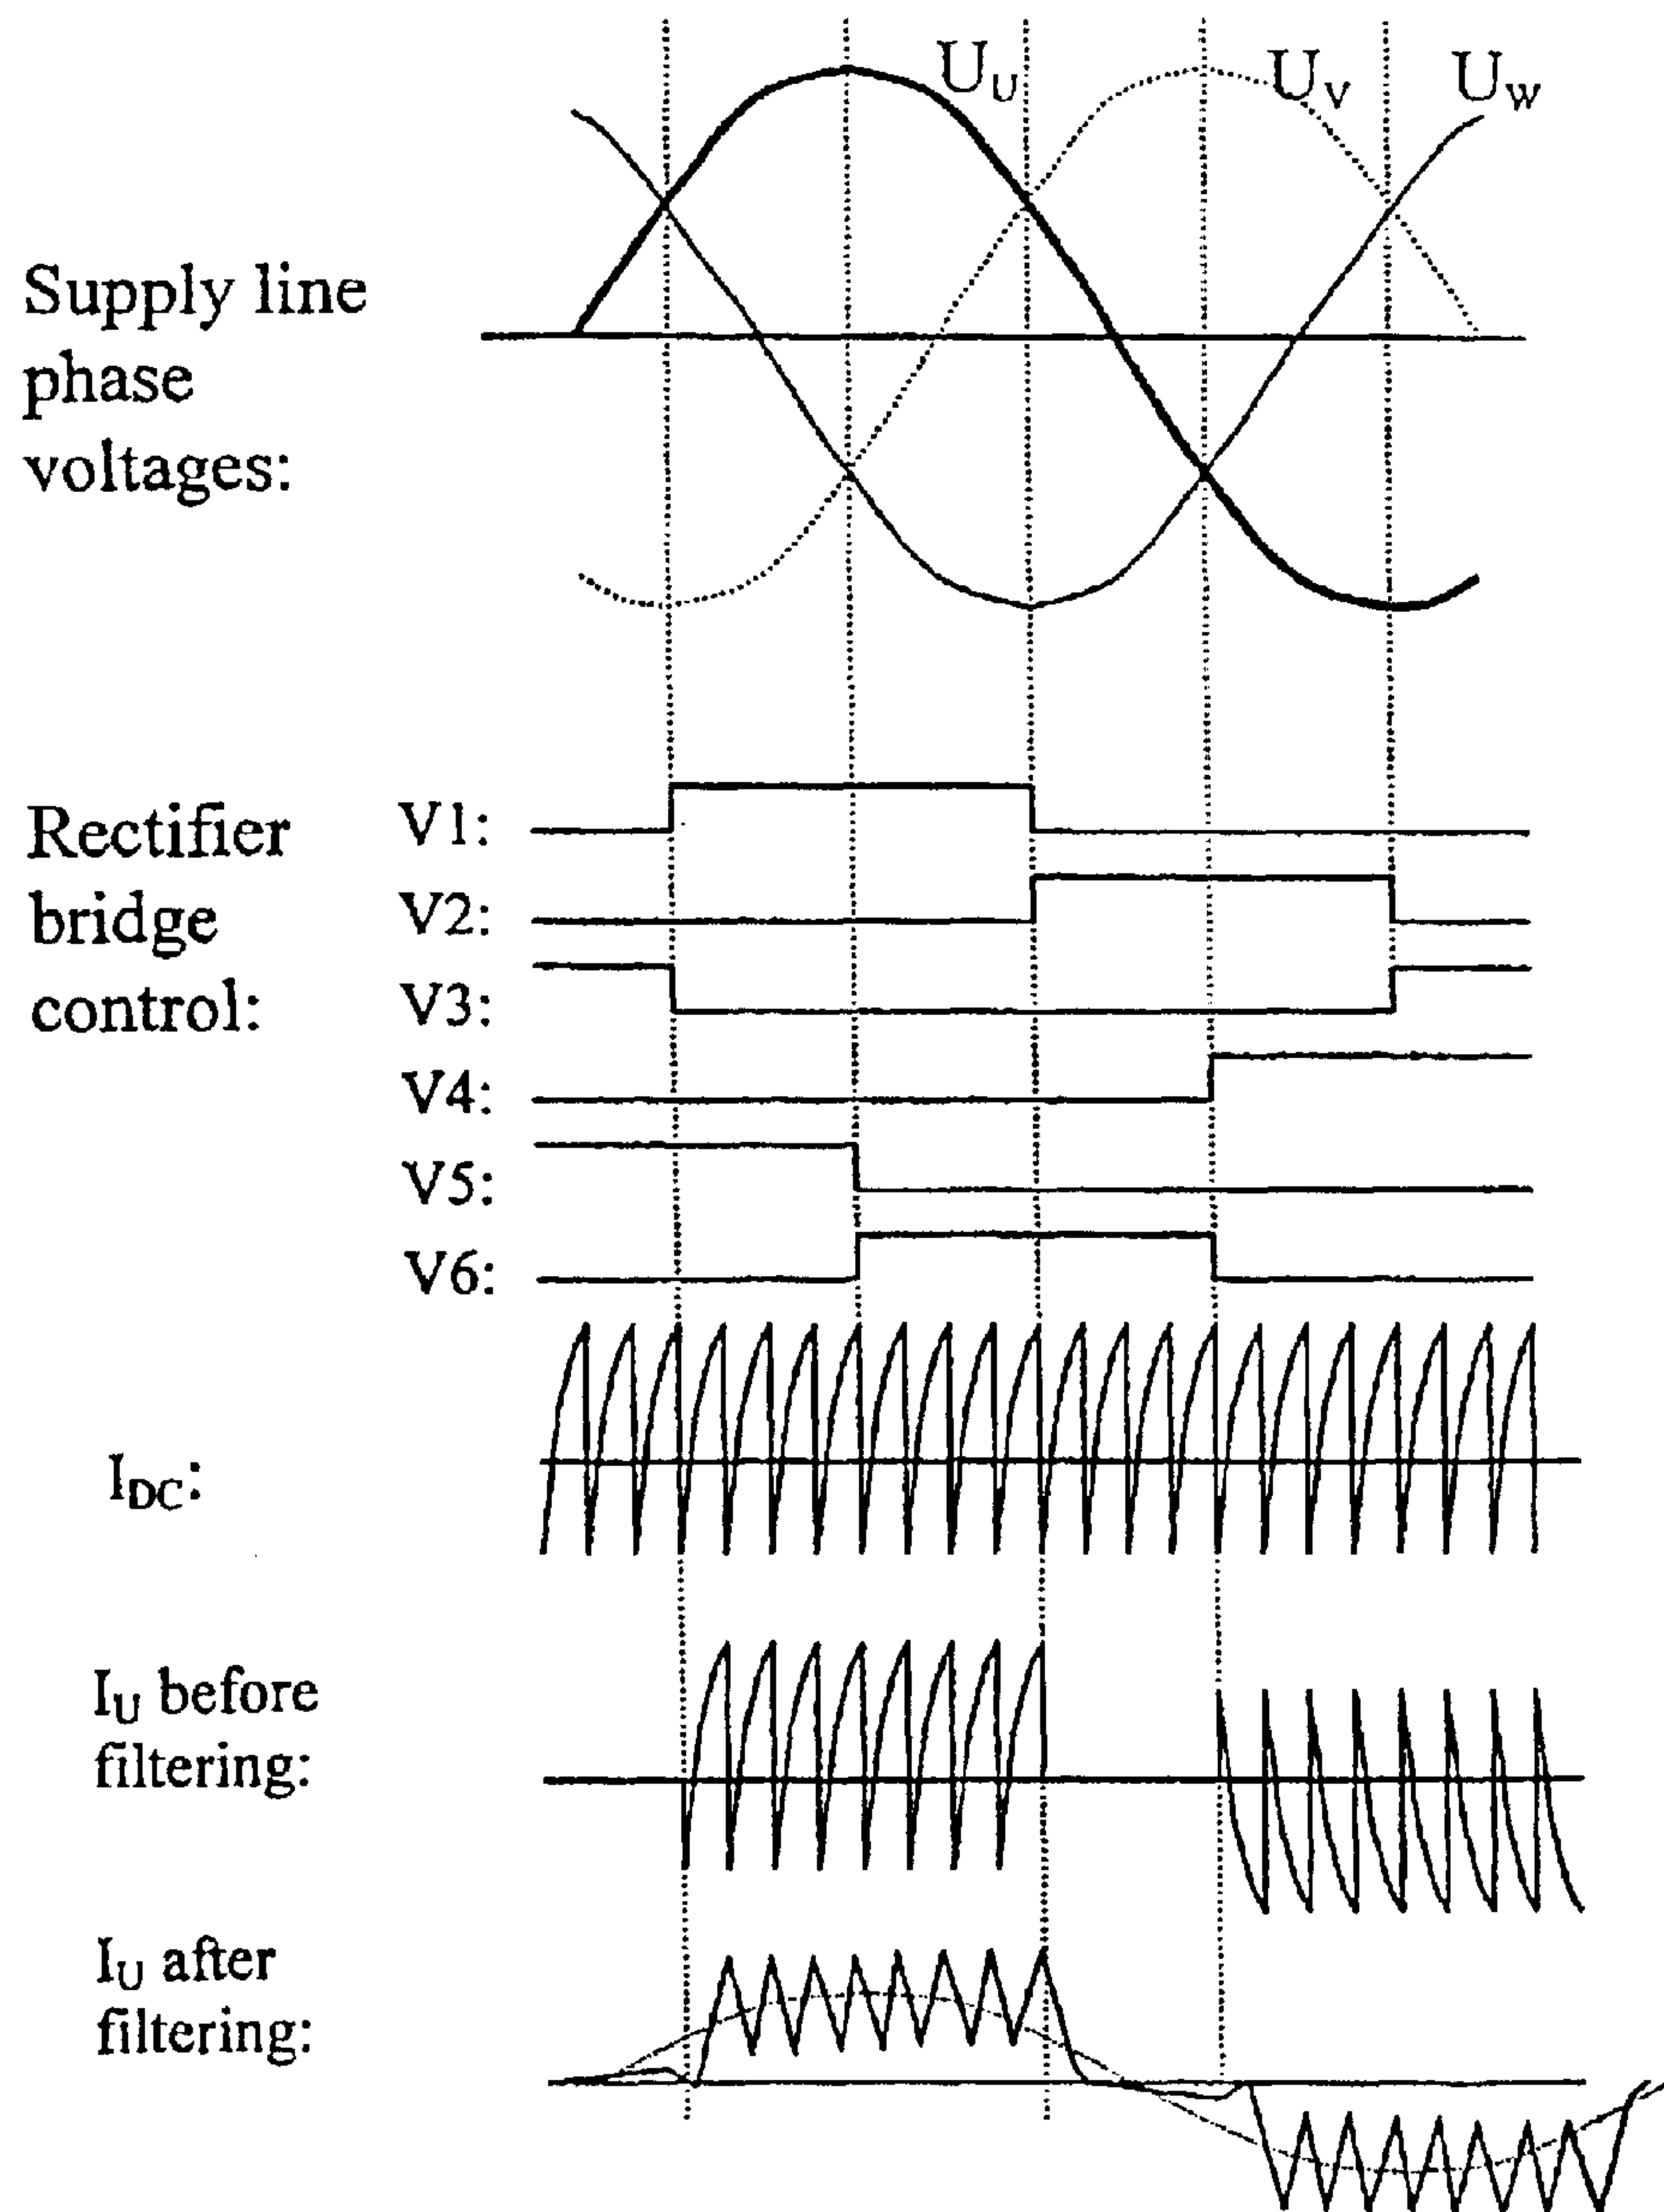 U_U U_V U_W
Supply line
phase
voltages:
Rectifier
bridge
control:
V1:
V2:
V3:
V4:
V5:
V6:
I_DC:
I_U before
filtering:
I_U after
filtering: